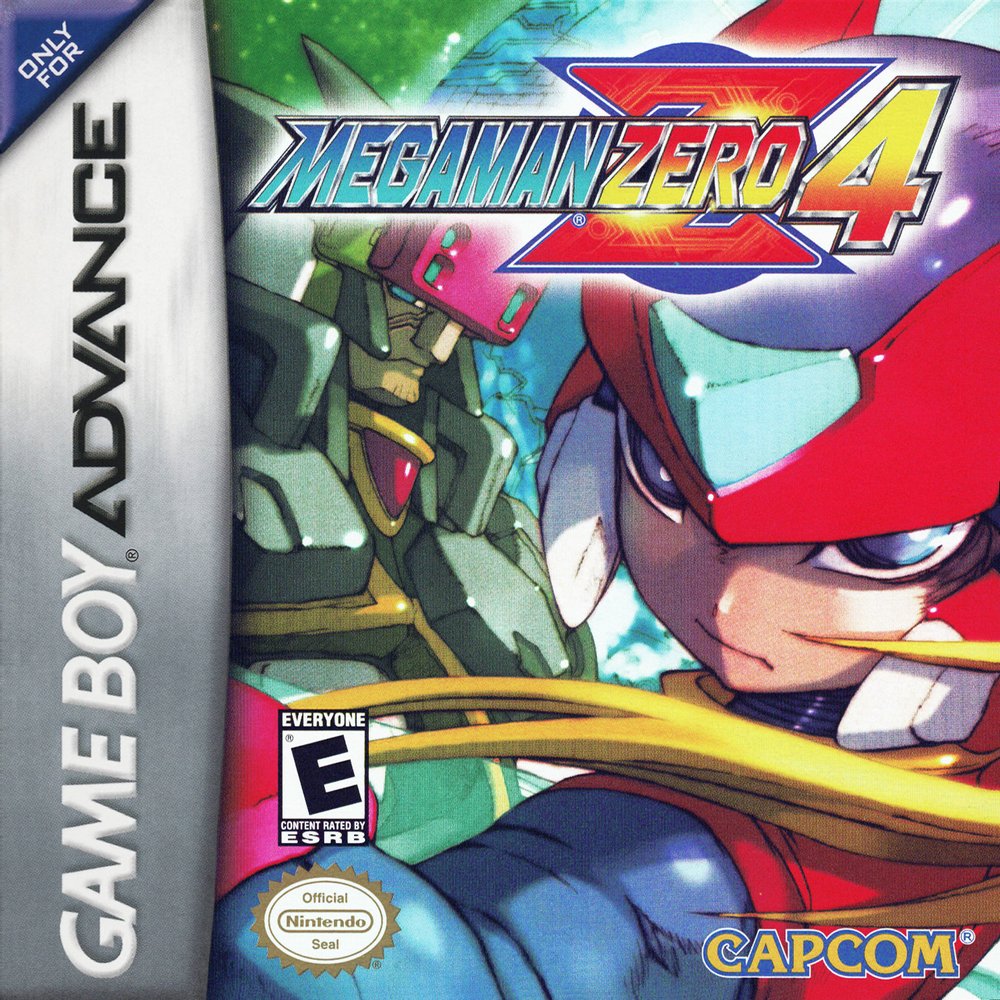 ONLY
FOR
GAME BOY® ADVANCE
MEGAMAN ZERO 4
®
EVERYONE
®
E
CONTENT RATED BY
ESRB
Official
Nintendo
Seal
®
CAPCOM®